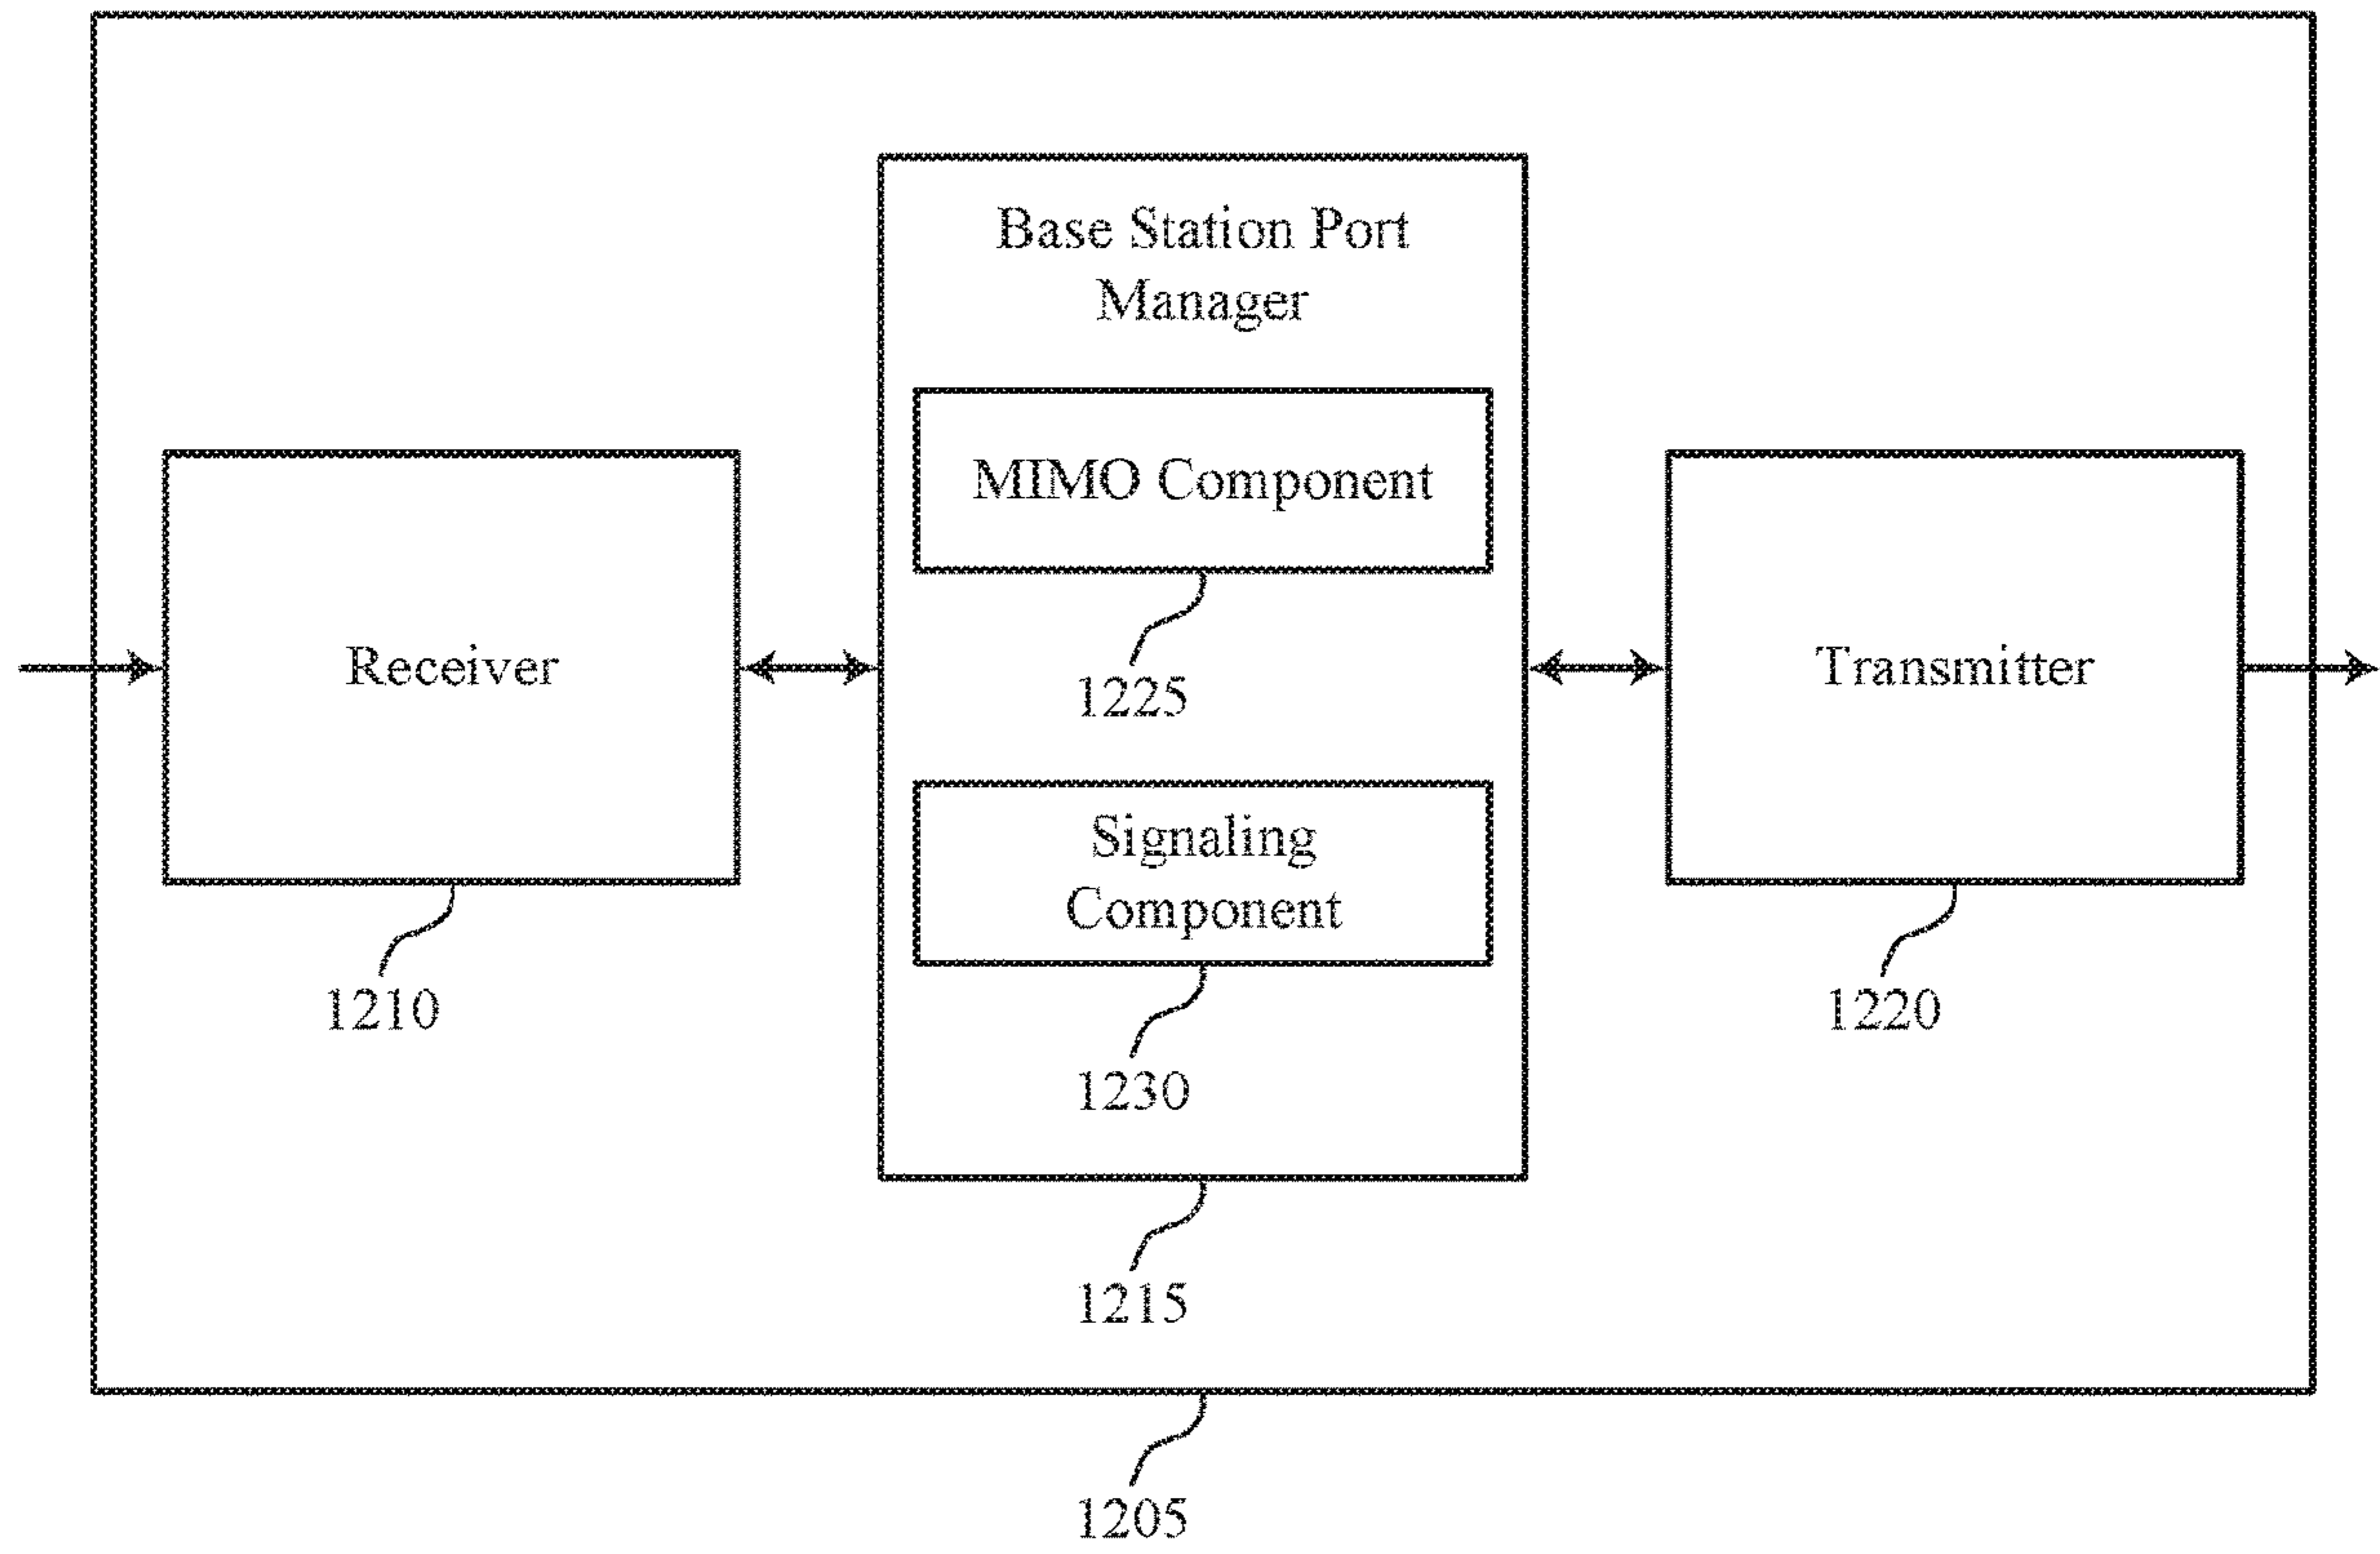 Base Station Port
Manager
MIMO Component
1225
Receiver
Transmitter
Signaling
Component
1210
1220
1230
1215
1205